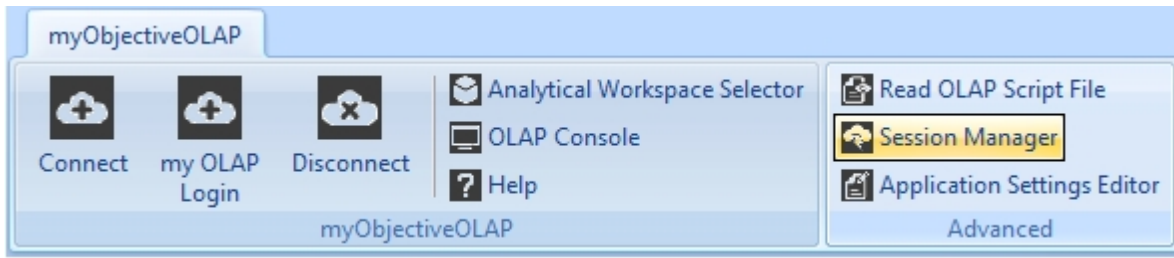 myObjectiveOLAP
Connect
my OLAP
Login
Disconnect
Analytical Workspace Selector
OLAP Console
Help
myObjectiveOLAP
Read OLAP Script File
Session Manager
Application Settings Editor
Advanced